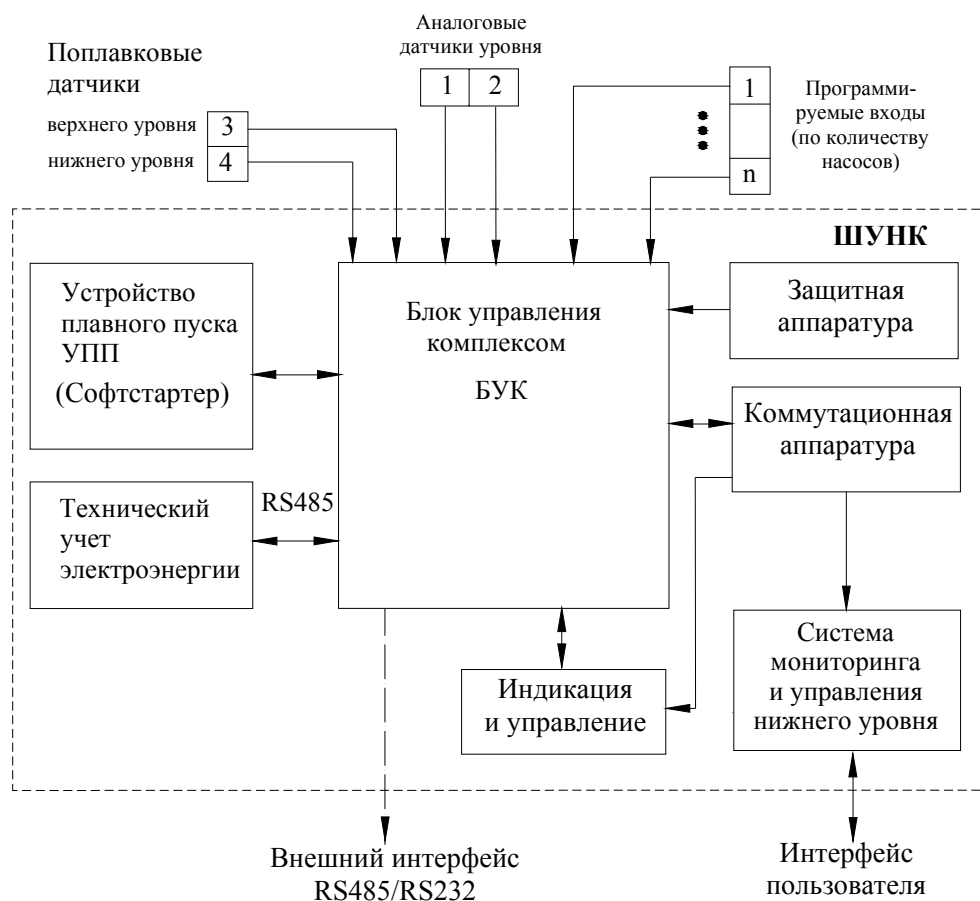 Аналоговые
датчики уровня
1 2
Поплавковые
датчики
верхнего уровня 3
нижнего уровня 4
1
n
Программи-
руемые входы
(по количеству
насосов)
ШУНК
Устройство
плавного пуска
УПП
(Софтстартер)
Блок управления
комплексом
БУК
Защитная
аппаратура
Коммутационная
аппаратура
RS485
Технический
учет
электроэнергии
Индикация
и управление
Система
мониторинга
и управления
нижнего уровня
Внешний интерфейс
RS485/RS232
Интерфейс
пользователя